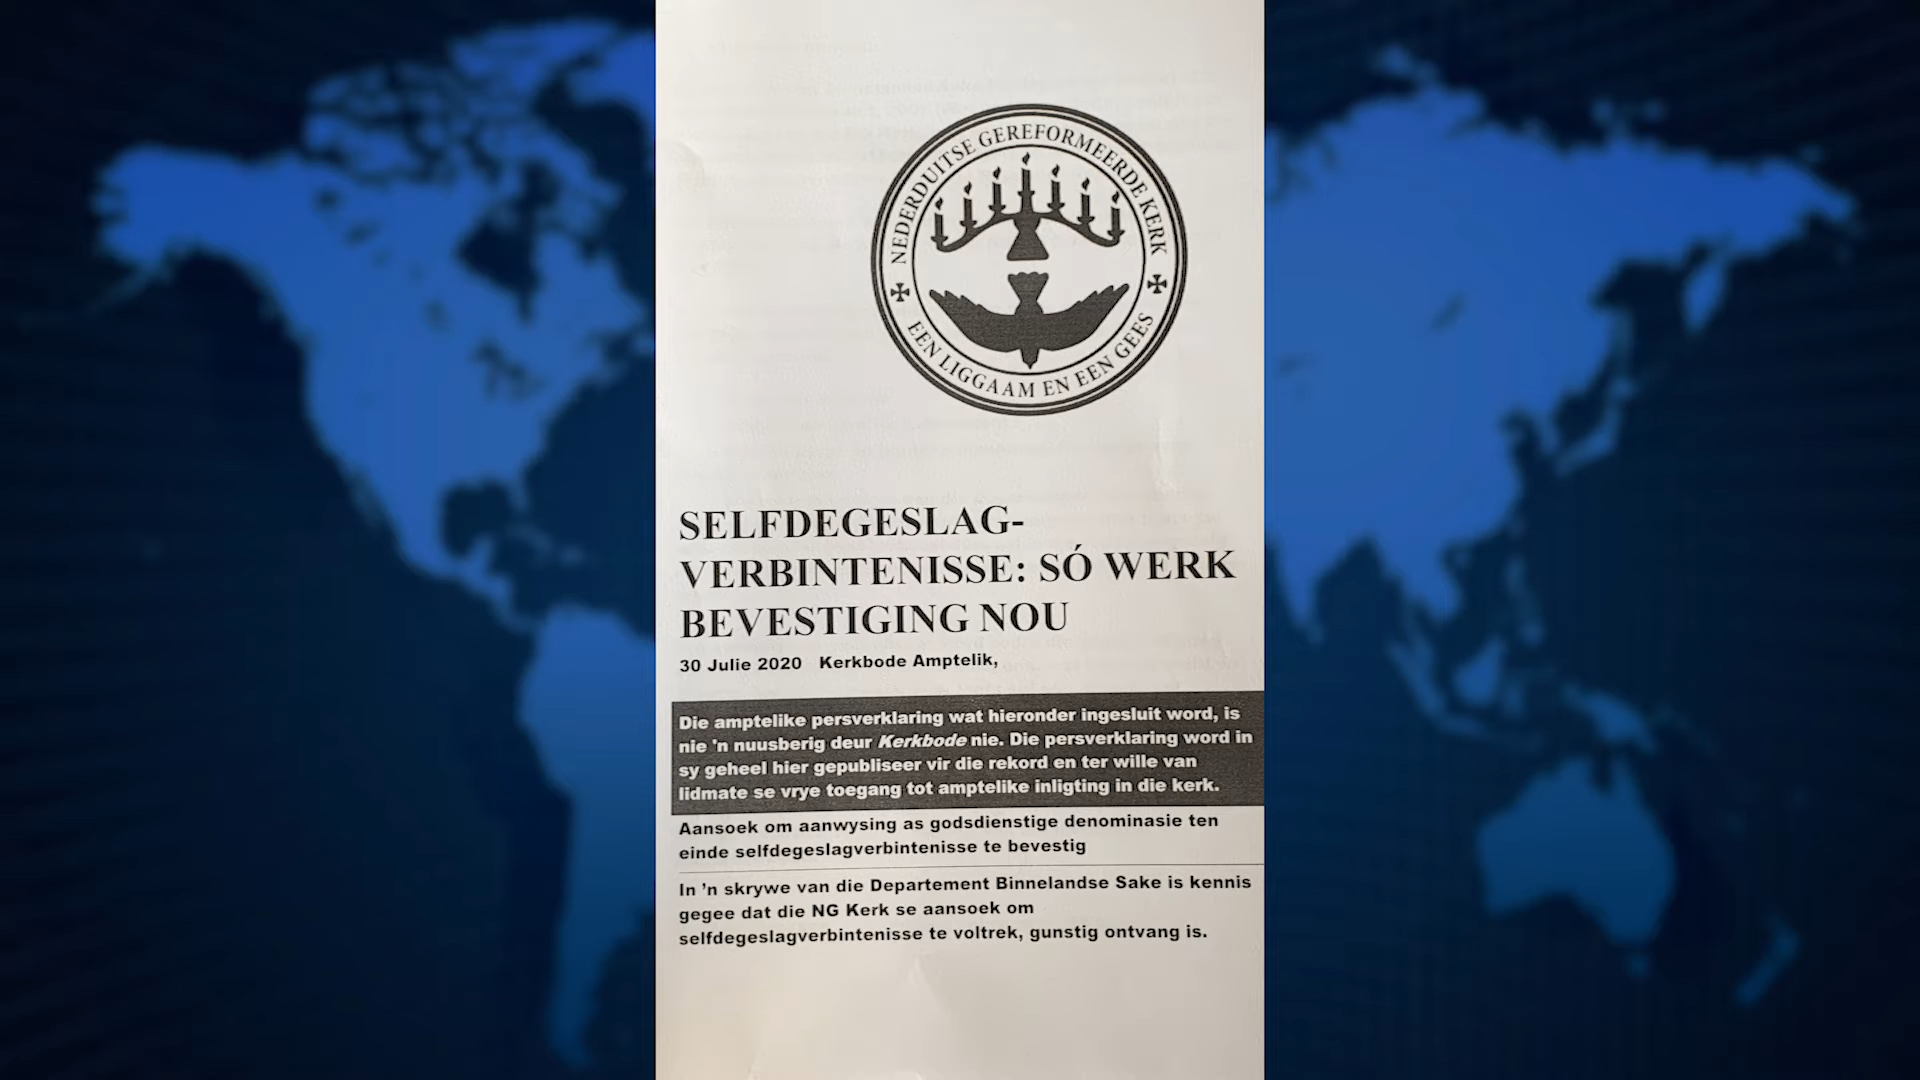 NEDERDUITSE GEREFORMEERDE KERK
EEN LIGGAAM EN EEN GEES
SELFDEGESLAG-
VERBINTENISSE: SÓ WERK
BEVESTIGING NOU
30 Julie 2020 Kerkbode Amptelik,
Die amptelike persverklaring wat hieronder ingesluit word, is
nie 'n nuusberig deur Kerkbode nie. Die persverklaring word in
sy geheel hier gepubliseer vir die rekord en ter wille van
lidmate se vrye toegang tot amptelike inligting in die kerk.
Aansoek om aanwysing as godsdienstige denominasie ten
einde selfdegeslagverbintenisse te bevestig
In ’n skrywe van die Departement Binnelandse Sake is kennis
gegee dat die NG Kerk se aansoek om
selfdegeslagverbintenisse te voltrek, gunstig ontvang is.